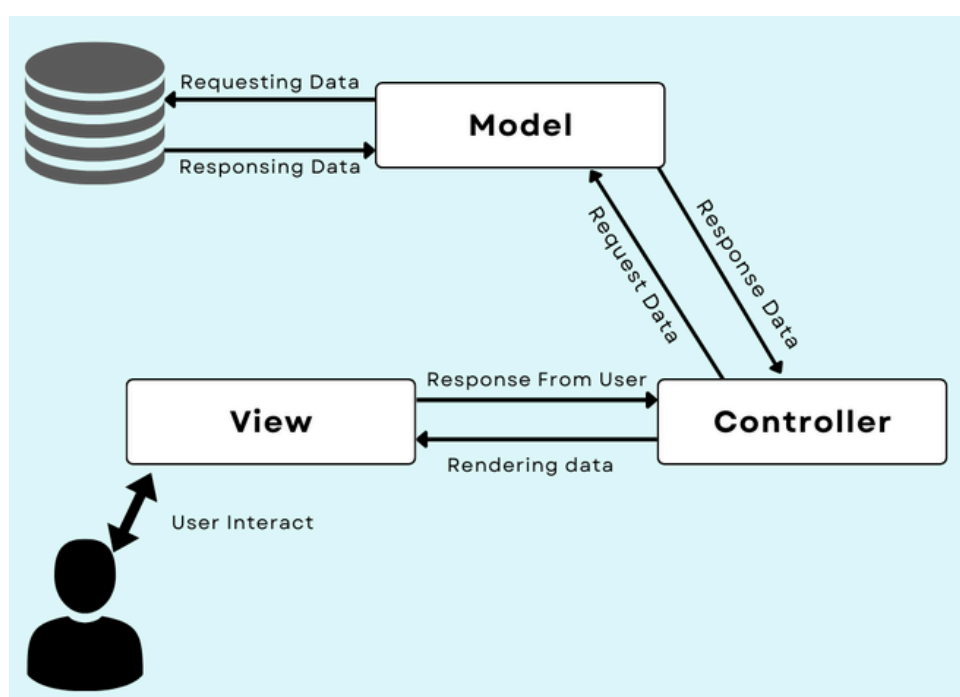 Requesting Data
Model
Responsing Data
Request Data
Response Data
Response From User
View
Controller
Rendering data
User Interact